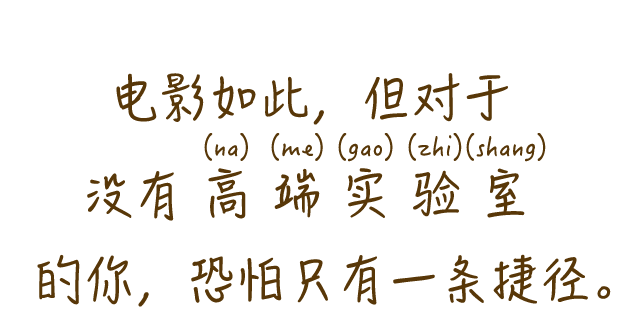 电影如此，但对于
(na) (me) (gao) (zhi)(shang)
没有高端实验室
的你，恐怕只有一条捷径。